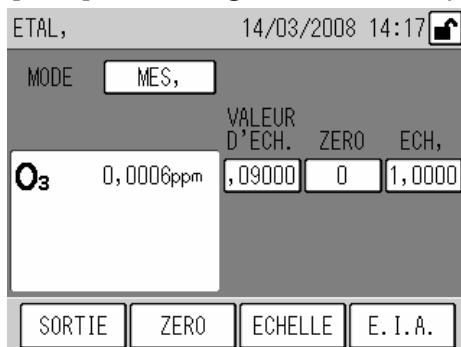 ETAL, 14/03/2008 14:17
MODE MES,
VALEUR
D'ECH. ZERO ECH,
O₃ 0,0006ppm ,09000 0 1,0000
SORTIE ZERO ECHELLE E.I.A.